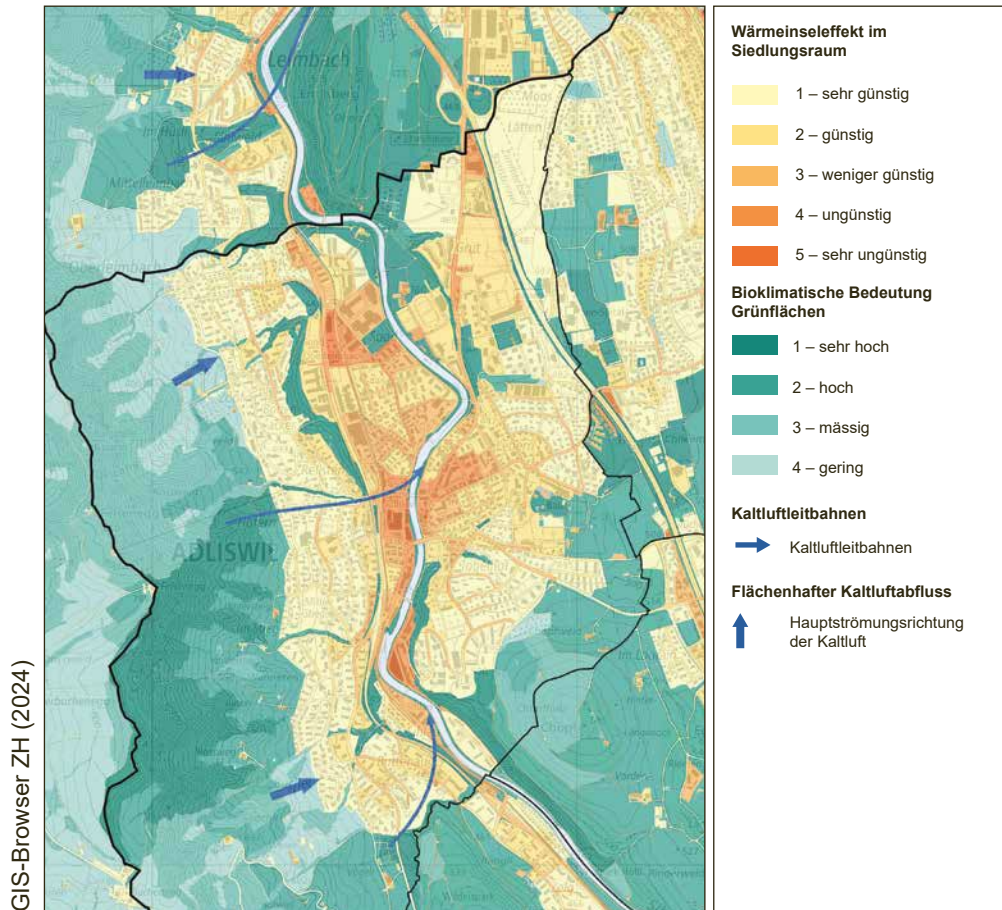 Leimbach
Moos
ADLISWIL
GIS-Browser ZH (2024)
Wärmeinseleffekt im
Siedlungsraum
1 – sehr günstig
2 – günstig
3 – weniger günstig
4 – ungünstig
5 – sehr ungünstig
Bioklimatische Bedeutung
Grünflächen
1 – sehr hoch
2 – hoch
3 – mässig
4 – gering
Kaltluftleitbahnen
Kaltluftleitbahnen
Flächenhafter Kaltluftabfluss
Hauptströmungsrichtung
der Kaltluft